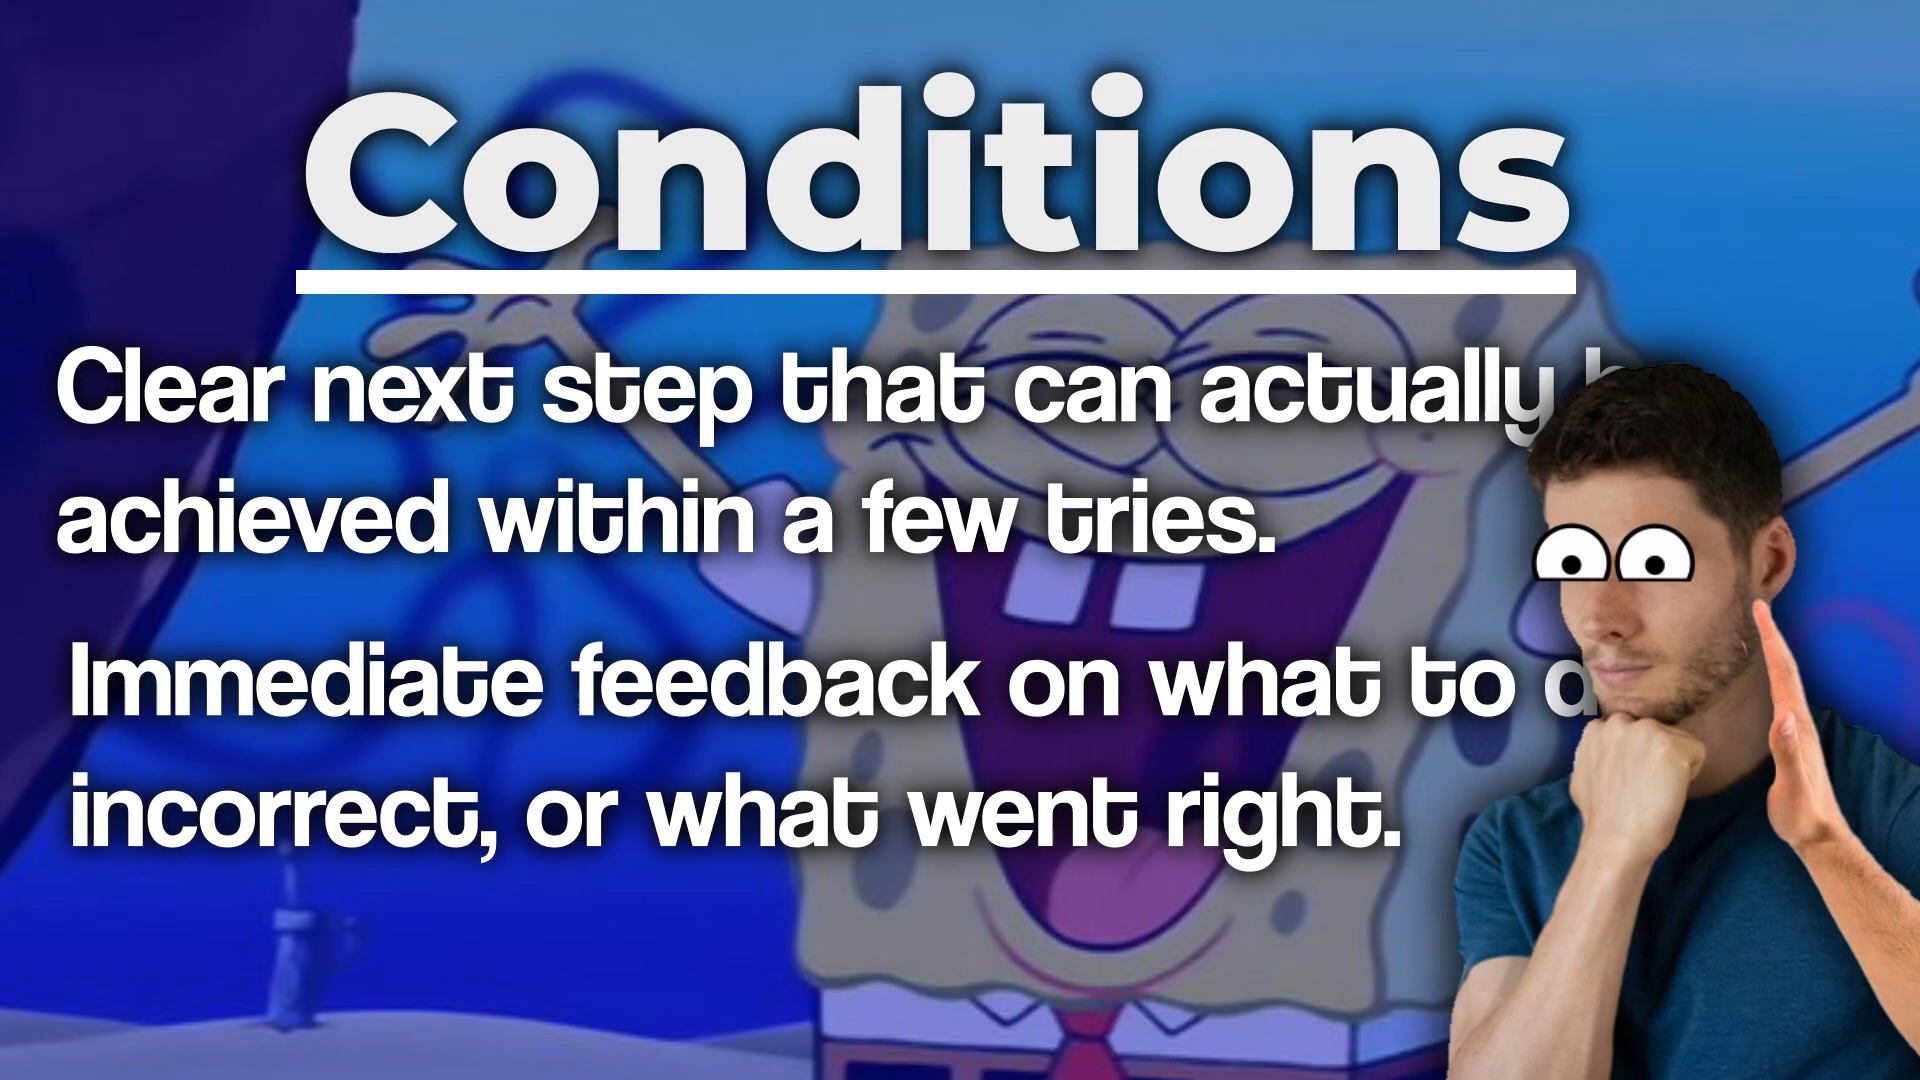 Conditions
Clear next step that can actually
achieved within a few tries.
Immediate feedback on what to
incorrect, or what went right.